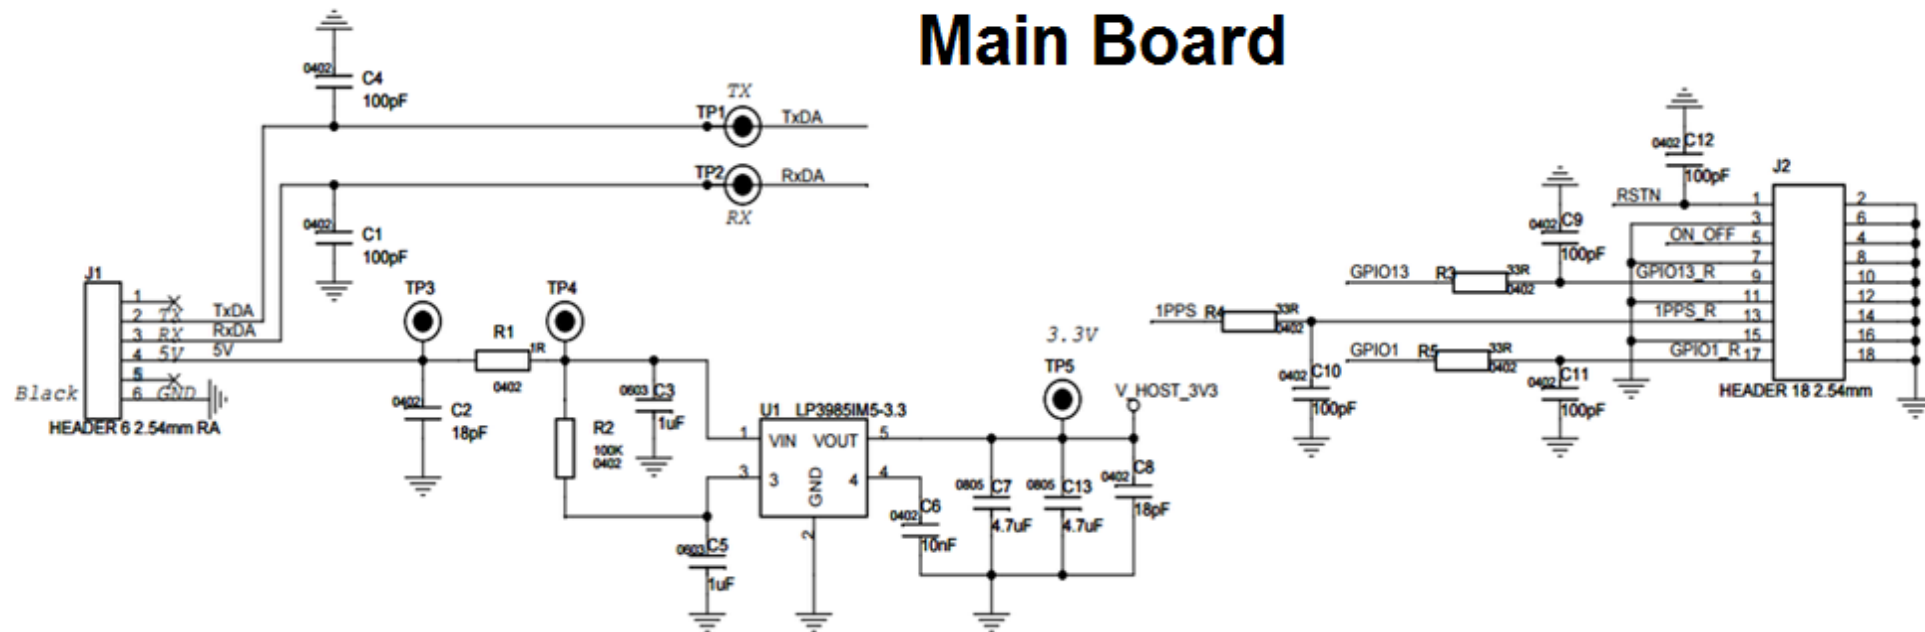 Main Board
0402 C4
100pF
TX
TP1 TxDA
TP2 RxDA
RX
0402 C1
100pF
J1
1
2 TX TxDA
3 RX RxDA
4 5V 5V
5
Black 6 GND
HEADER 6 2.54mm RA
TP3
R1
1R
0402
TP4
0402 C2
18pF
R2
100K
0402
0603 C3
1uF
U1 LP3985IM5-3.3
1 VIN VOUT 5
3 3 GND 4 4
2
0603 C5
1uF
C6
0402
10nF
0805 C7
4.7uF
0805 C13
4.7uF
C8
0402
18pF
3.3V
TP5
V_HOST_3V3
1PPS R4 33R
0402
C10
0402
100pF
GPIO13 R3 33R
0402
0402 C9
100pF
GPIO1 R5 33R
0402
0402 C11
100pF
0402 C12
100pF
J2
RSTN 1 2
3 6
ON_OFF 5 4
7 8
GPIO13_R 9 10
11 12
1PPS_R 13 14
15 16
GPIO1_R 17 18
HEADER 18 2.54mm